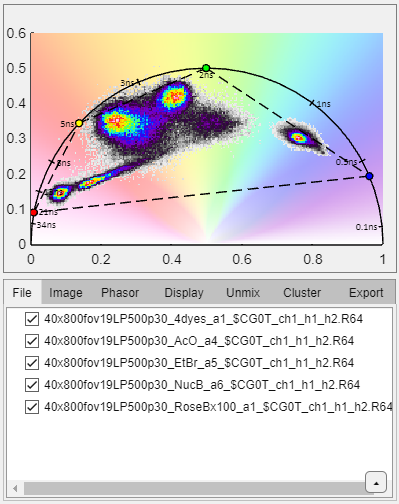 0.6
0.5
0.4
0.3
0.2
0.1
0
2ns
3ns
1ns
5ns
0.5ns
8ns
21ns
34ns
0.1ns
0
0.2
0.4
0.6
0.8
1
File Image Phasor Display Unmix Cluster Export
40x800fov19LP500p30_4dyes_a1_$CG0T_ch1_h1_h2.R64
40x800fov19LP500p30_AcO_a4_$CG0T_ch1_h1_h2.R64
40x800fov19LP500p30_EtBr_a5_$CG0T_ch1_h1_h2.R64
40x800fov19LP500p30_NucB_a6_$CG0T_ch1_h1_h2.R64
40x800fov19LP500p30_RoseBx100_a1_$CG0T_ch1_h1_h2.R64